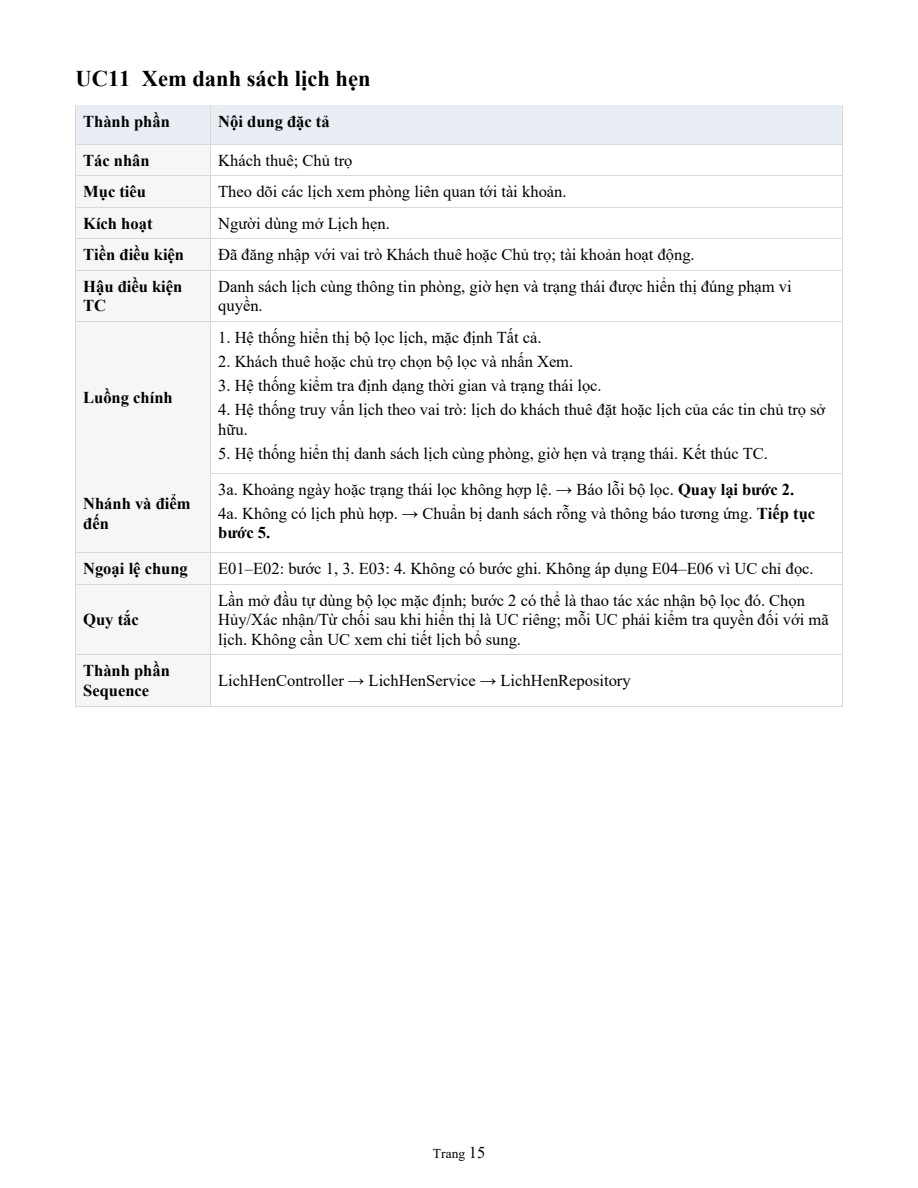 UC11 Xem danh sách lịch hẹn
Thành phần Nội dung đặc tả
Tác nhân Khách thuê; Chủ trọ
Mục tiêu Theo dõi các lịch xem phòng liên quan tới tài khoản.
Kích hoạt Người dùng mở Lịch hẹn.
Tiền điều kiện Đã đăng nhập với vai trò Khách thuê hoặc Chủ trọ; tài khoản hoạt động.
Hậu điều kiện
TC
Danh sách lịch cùng thông tin phòng, giờ hẹn và trạng thái được hiển thị đúng phạm vi
quyền.
Luồng chính
1. Hệ thống hiển thị bộ lọc lịch, mặc định Tất cả.
2. Khách thuê hoặc chủ trọ chọn bộ lọc và nhấn Xem.
3. Hệ thống kiểm tra định dạng thời gian và trạng thái lọc.
4. Hệ thống truy vấn lịch theo vai trò: lịch do khách thuê đặt hoặc lịch của các tin chủ trọ sở
hữu.
5. Hệ thống hiển thị danh sách lịch cùng phòng, giờ hẹn và trạng thái. Kết thúc TC.
Nhánh và điểm
đến
3a. Khoảng ngày hoặc trạng thái lọc không hợp lệ. → Báo lỗi bộ lọc. Quay lại bước 2.
4a. Không có lịch phù hợp. → Chuẩn bị danh sách rỗng và thông báo tương ứng. Tiếp tục
bước 5.
Ngoại lệ chung E01–E02: bước 1, 3. E03: 4. Không có bước ghi. Không áp dụng E04–E06 vì UC chỉ đọc.
Quy tắc
Lần mở đầu tự dùng bộ lọc mặc định; bước 2 có thể là thao tác xác nhận bộ lọc đó. Chọn
Hủy/Xác nhận/Từ chối sau khi hiển thị là UC riêng; mỗi UC phải kiểm tra quyền đối với mã
lịch. Không cần UC xem chi tiết lịch bổ sung.
Thành phần
Sequence
LichHenController → LichHenService → LichHenRepository
Trang 15